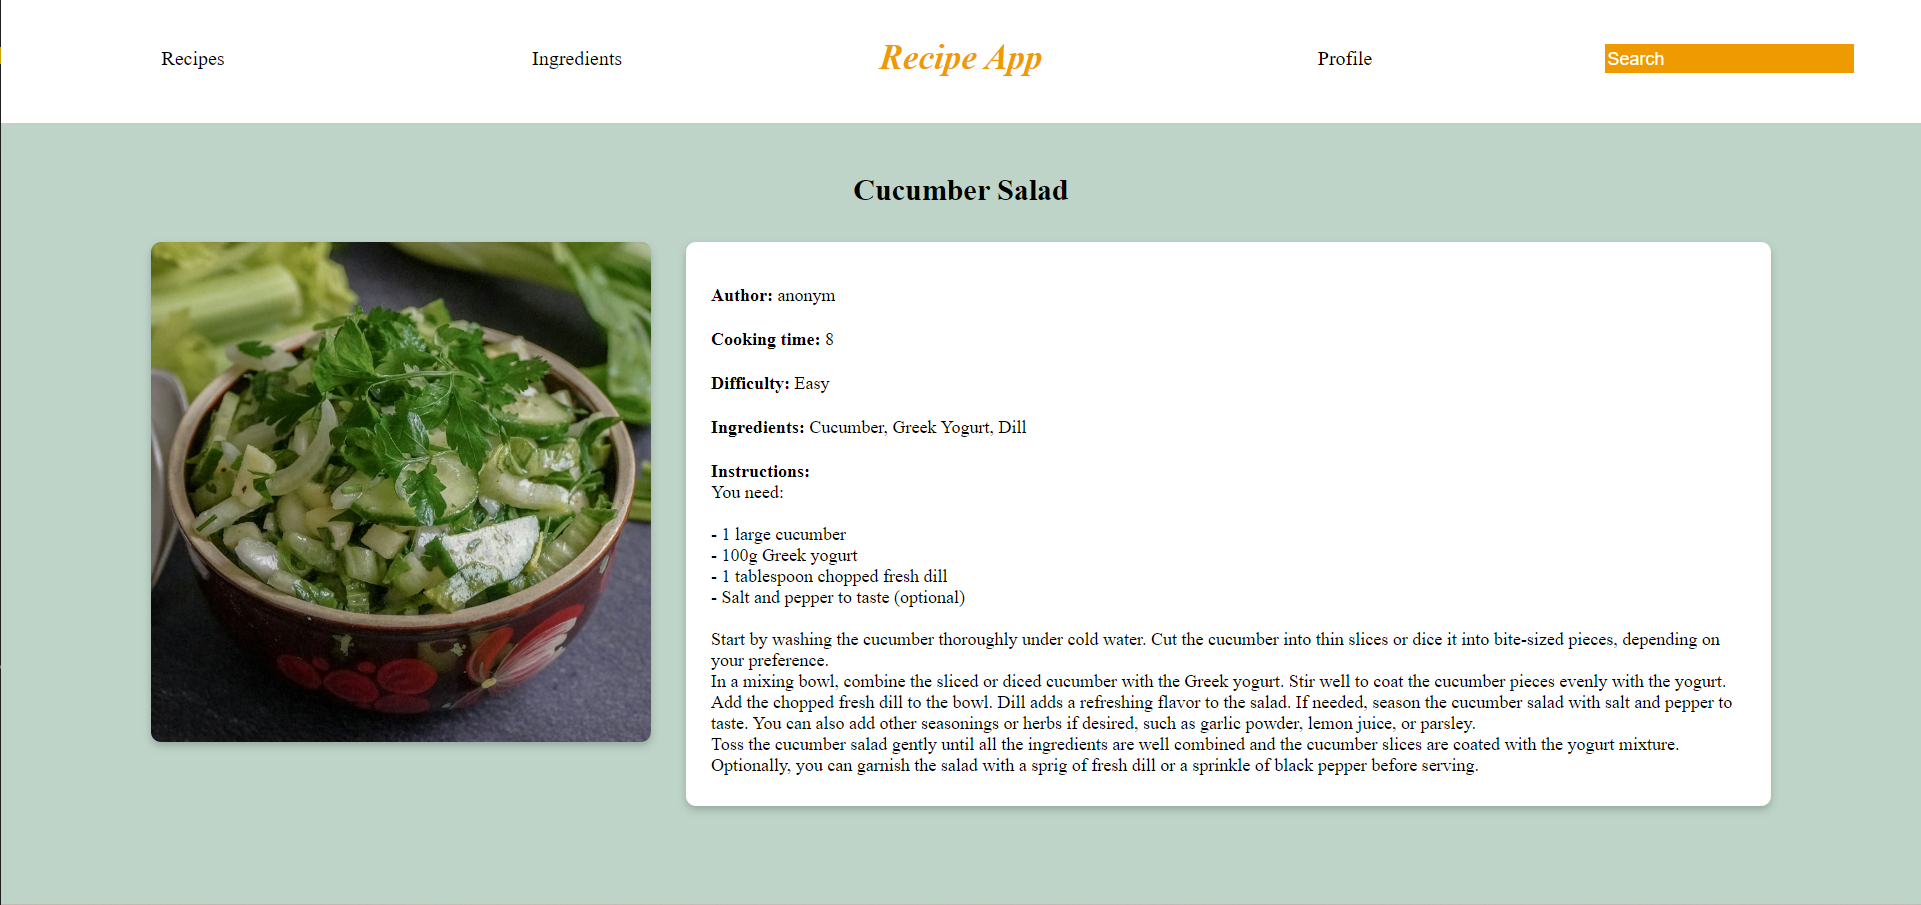 Recipes
Ingredients
Recipe App
Profile
Search
Cucumber Salad
Author: anonym
Cooking time: 8
Difficulty: Easy
Ingredients: Cucumber, Greek Yogurt, Dill
Instructions:
You need:
- 1 large cucumber
- 100g Greek yogurt
- 1 tablespoon chopped fresh dill
- Salt and pepper to taste (optional)
Start by washing the cucumber thoroughly under cold water. Cut the cucumber into thin slices or dice it into bite-sized pieces, depending on
your preference.
In a mixing bowl, combine the sliced or diced cucumber with the Greek yogurt. Stir well to coat the cucumber pieces evenly with the yogurt.
Add the chopped fresh dill to the bowl. Dill adds a refreshing flavor to the salad. If needed, season the cucumber salad with salt and pepper to
taste. You can also add other seasonings or herbs if desired, such as garlic powder, lemon juice, or parsley.
Toss the cucumber salad gently until all the ingredients are well combined and the cucumber slices are coated with the yogurt mixture.
Optionally, you can garnish the salad with a sprig of fresh dill or a sprinkle of black pepper before serving.